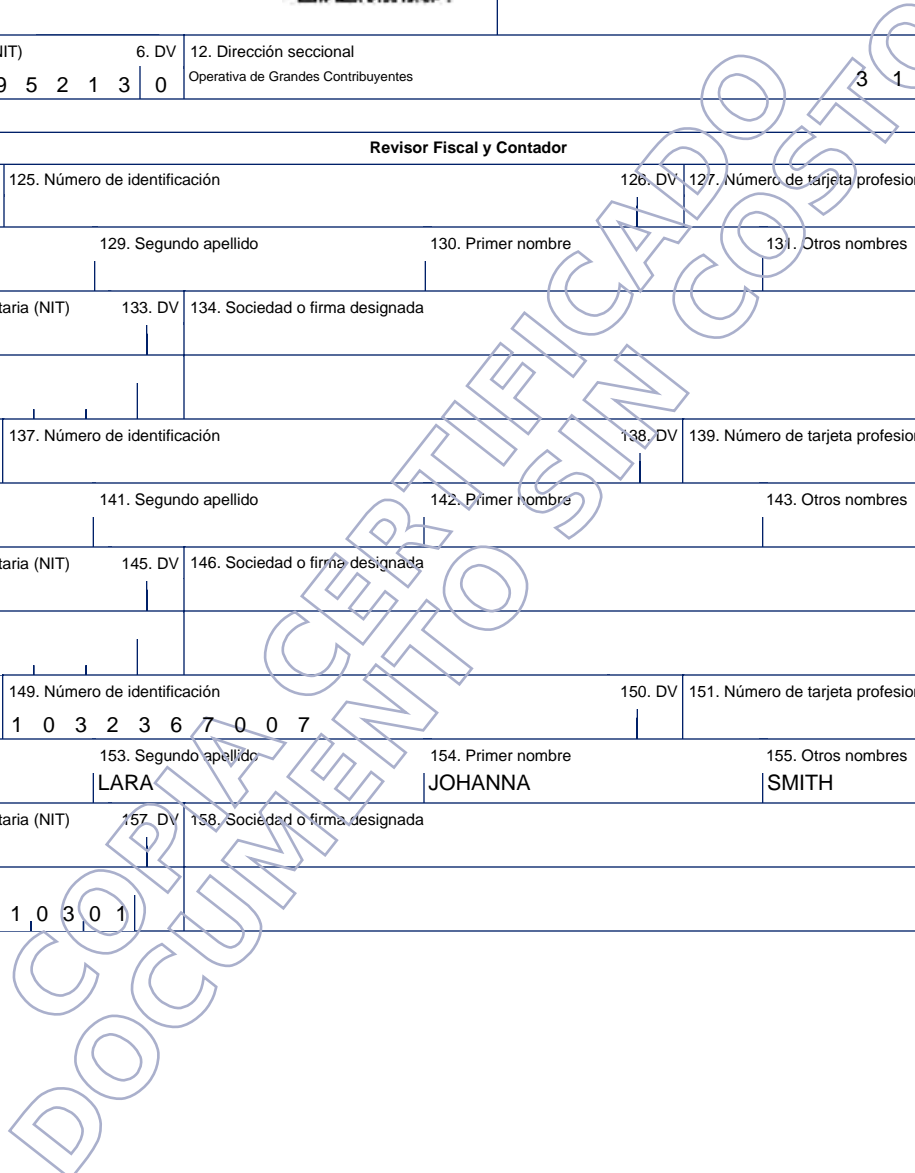 NIT) 6. DV 12. Dirección seccional
9 5 2 1 3 0 Operativa de Grandes Contribuyentes 3 1
Revisor Fiscal y Contador
125. Número de identificación 126. DV 127. Número de tarjeta profesion
129. Segundo apellido 130. Primer nombre 131. Otros nombres
taria (NIT) 133. DV 134. Sociedad o firma designada
137. Número de identificación 138. DV 139. Número de tarjeta profesion
141. Segundo apellido 142. Primer nombre 143. Otros nombres
taria (NIT) 145. DV 146. Sociedad o firma designada
149. Número de identificación 150. DV 151. Número de tarjeta profesion
1 0 3 2 3 6 7 0 0 7
153. Segundo apellido 154. Primer nombre 155. Otros nombres
LARA JOHANNA SMITH
taria (NIT) 157. DV 158. Sociedad o firma designada
1 0 3 0 1
COPIA CERTIFICADO
DOCUMENTO SIN COSTO